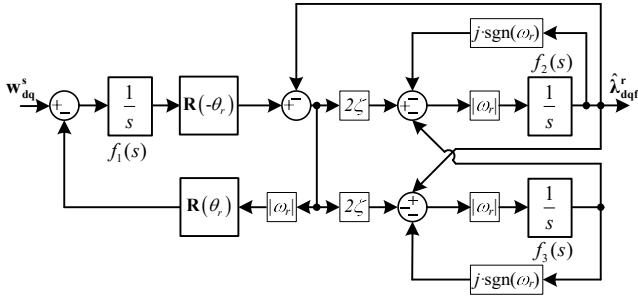 j·sgn(ω_r)
f_2(s)
w^s_dq
+ −
1/s
f_1(s)
R(-θ_r)
+ −
2ζ
+ − −
|ω_r|
1/s
λ̂^r_dqf
R(θ_r)
|ω_r|
2ζ
− + −
|ω_r|
1/s
f_3(s)
j·sgn(ω_r)